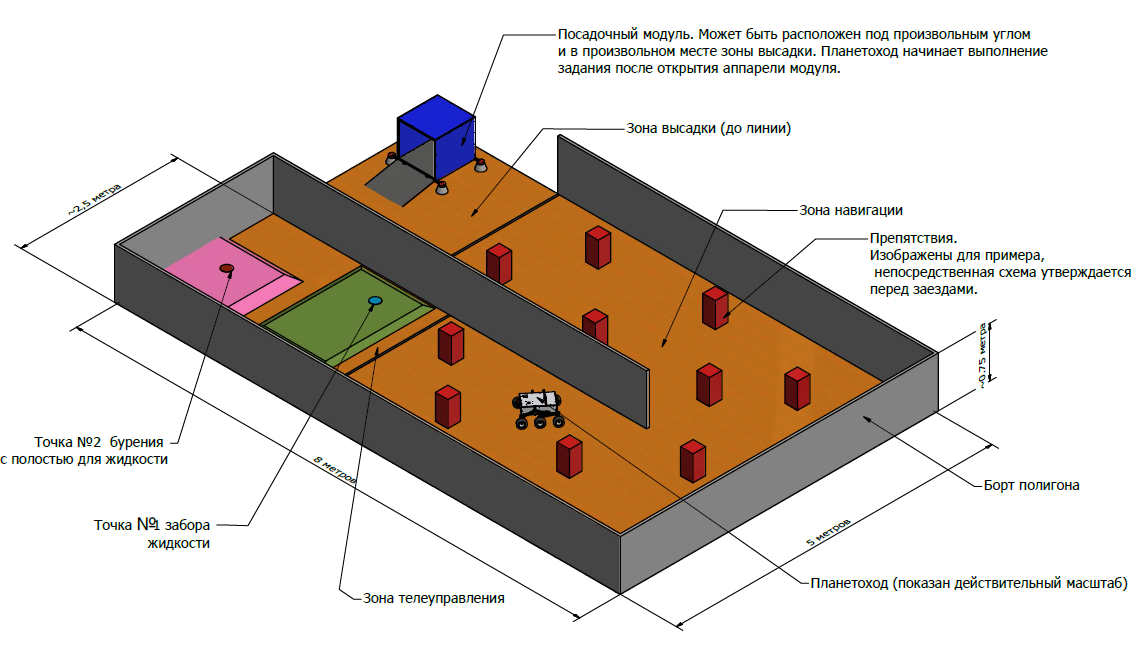 Посадочный модуль. Может быть расположен под произвольным углом
и в произвольном месте зоны высадки. Планетоход начинает выполнение
задания после открытия аппарели модуля.
Зона высадки (до линии)
~2,5 метра
Зона навигации
Препятствия.
Изображены для примера,
непосредственная схема утверждается
перед заездами.
~0.75 метра
Точка №2 бурения
с полостью для жидкости
8 метров
Борт полигона
Точка №1 забора
жидкости
5 метров
Планетоход (показан действительный масштаб)
Зона телеуправления